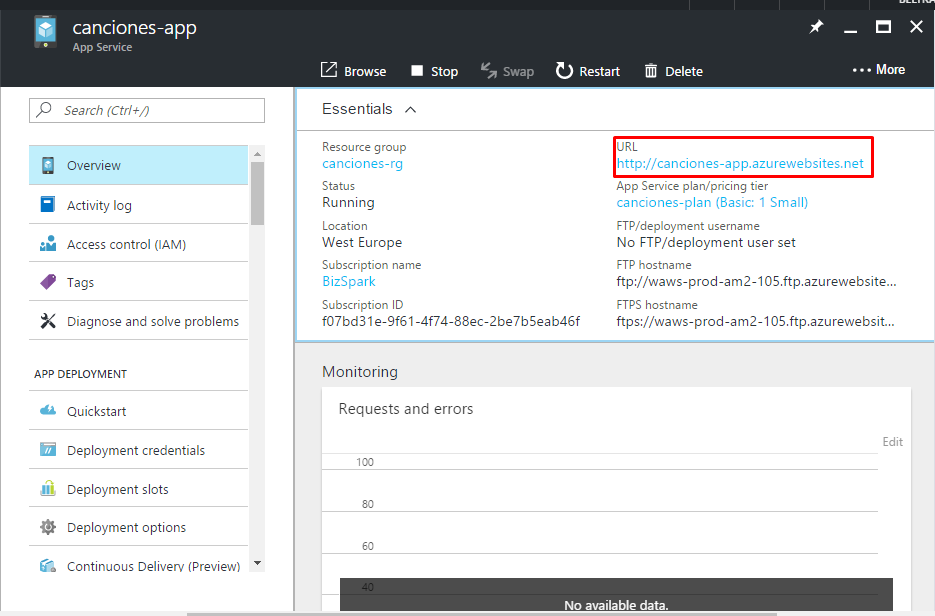 canciones-app
App Service
Browse
Stop
Swap
Restart
Delete
More
Search (Ctrl+/)
Overview
Activity log
Access control (IAM)
Tags
Diagnose and solve problems
APP DEPLOYMENT
Quickstart
Deployment credentials
Deployment slots
Deployment options
Continuous Delivery (Preview)
Essentials
Resource group
canciones-rg
Status
Running
Location
West Europe
Subscription name
BizSpark
Subscription ID
f07bd31e-9f61-4f74-88ec-2be7b5eab46f
URL
http://canciones-app.azurewebsites.net
App Service plan/pricing tier
canciones-plan (Basic: 1 Small)
FTP/deployment username
No FTP/deployment user set
FTP hostname
ftp://waws-prod-am2-105.ftp.azurewebsite...
FTPS hostname
ftps://waws-prod-am2-105.ftp.azurewebsit...
Monitoring
Requests and errors
Edit
100
80
60
40
No available data.